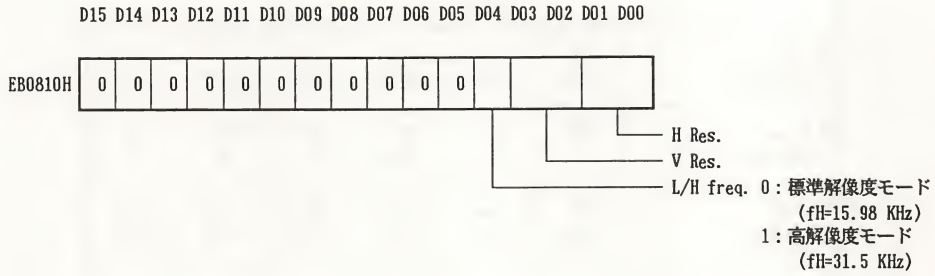 D15 D14 D13 D12 D11 D10 D09 D08 D07 D06 D05 D04 D03 D02 D01 D00
EB0810H 0 0 0 0 0 0 0 0 0 0 0
H Res.
V Res.
L/H freq. 0:標準解像度モード
(fH=15.98 KHz)
1:高解像度モード
(fH=31.5 KHz)